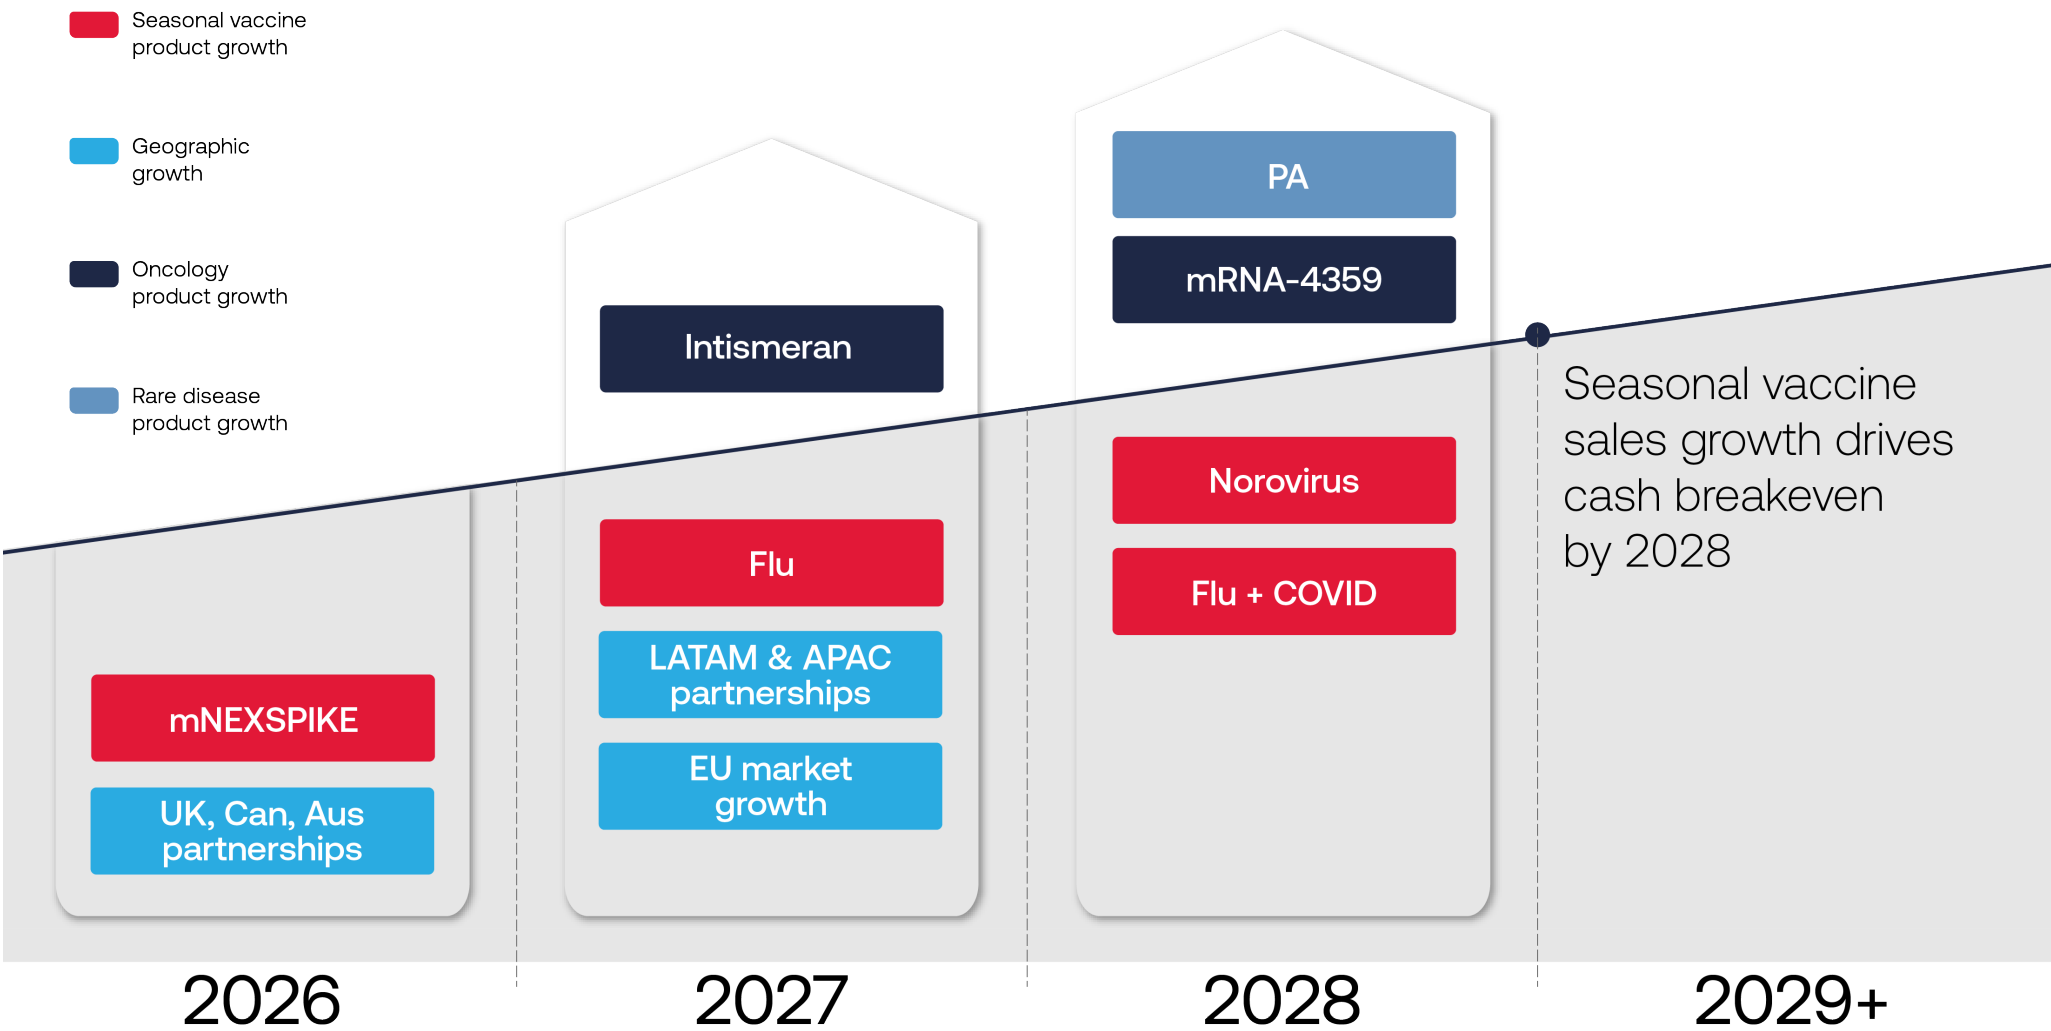 Seasonal vaccine
product growth
Geographic
growth
Oncology
product growth
Rare disease
product growth
mNEXSPIKE
UK, Can, Aus
partnerships
2026
Intismeran
Flu
LATAM & APAC
partnerships
EU market
growth
2027
PA
mRNA-4359
Norovirus
Flu + COVID
2028
Seasonal vaccine
sales growth drives
cash breakeven
by 2028
2029+